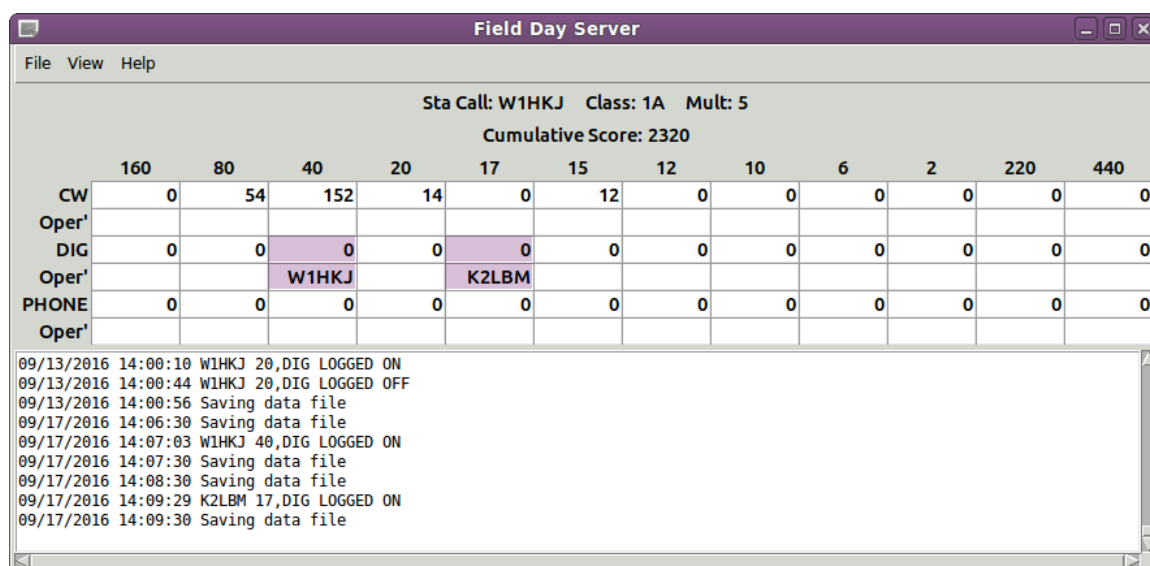 Field Day Server
File View Help
Sta Call: W1HKJ Class: 1A Mult: 5
Cumulative Score: 2320
160 80 40 20 17 15 12 10 6 2 220 440
CW 0 54 152 14 0 12 0 0 0 0 0 0
Oper'
DIG 0 0 0 0 0 0 0 0 0 0 0 0
Oper' W1HKJ K2LBM
PHONE 0 0 0 0 0 0 0 0 0 0 0 0
Oper'
09/13/2016 14:00:10 W1HKJ 20,DIG LOGGED ON
09/13/2016 14:00:44 W1HKJ 20,DIG LOGGED OFF
09/13/2016 14:00:56 Saving data file
09/17/2016 14:06:30 Saving data file
09/17/2016 14:07:03 W1HKJ 40,DIG LOGGED ON
09/17/2016 14:07:30 Saving data file
09/17/2016 14:08:30 Saving data file
09/17/2016 14:09:29 K2LBM 17,DIG LOGGED ON
09/17/2016 14:09:30 Saving data file